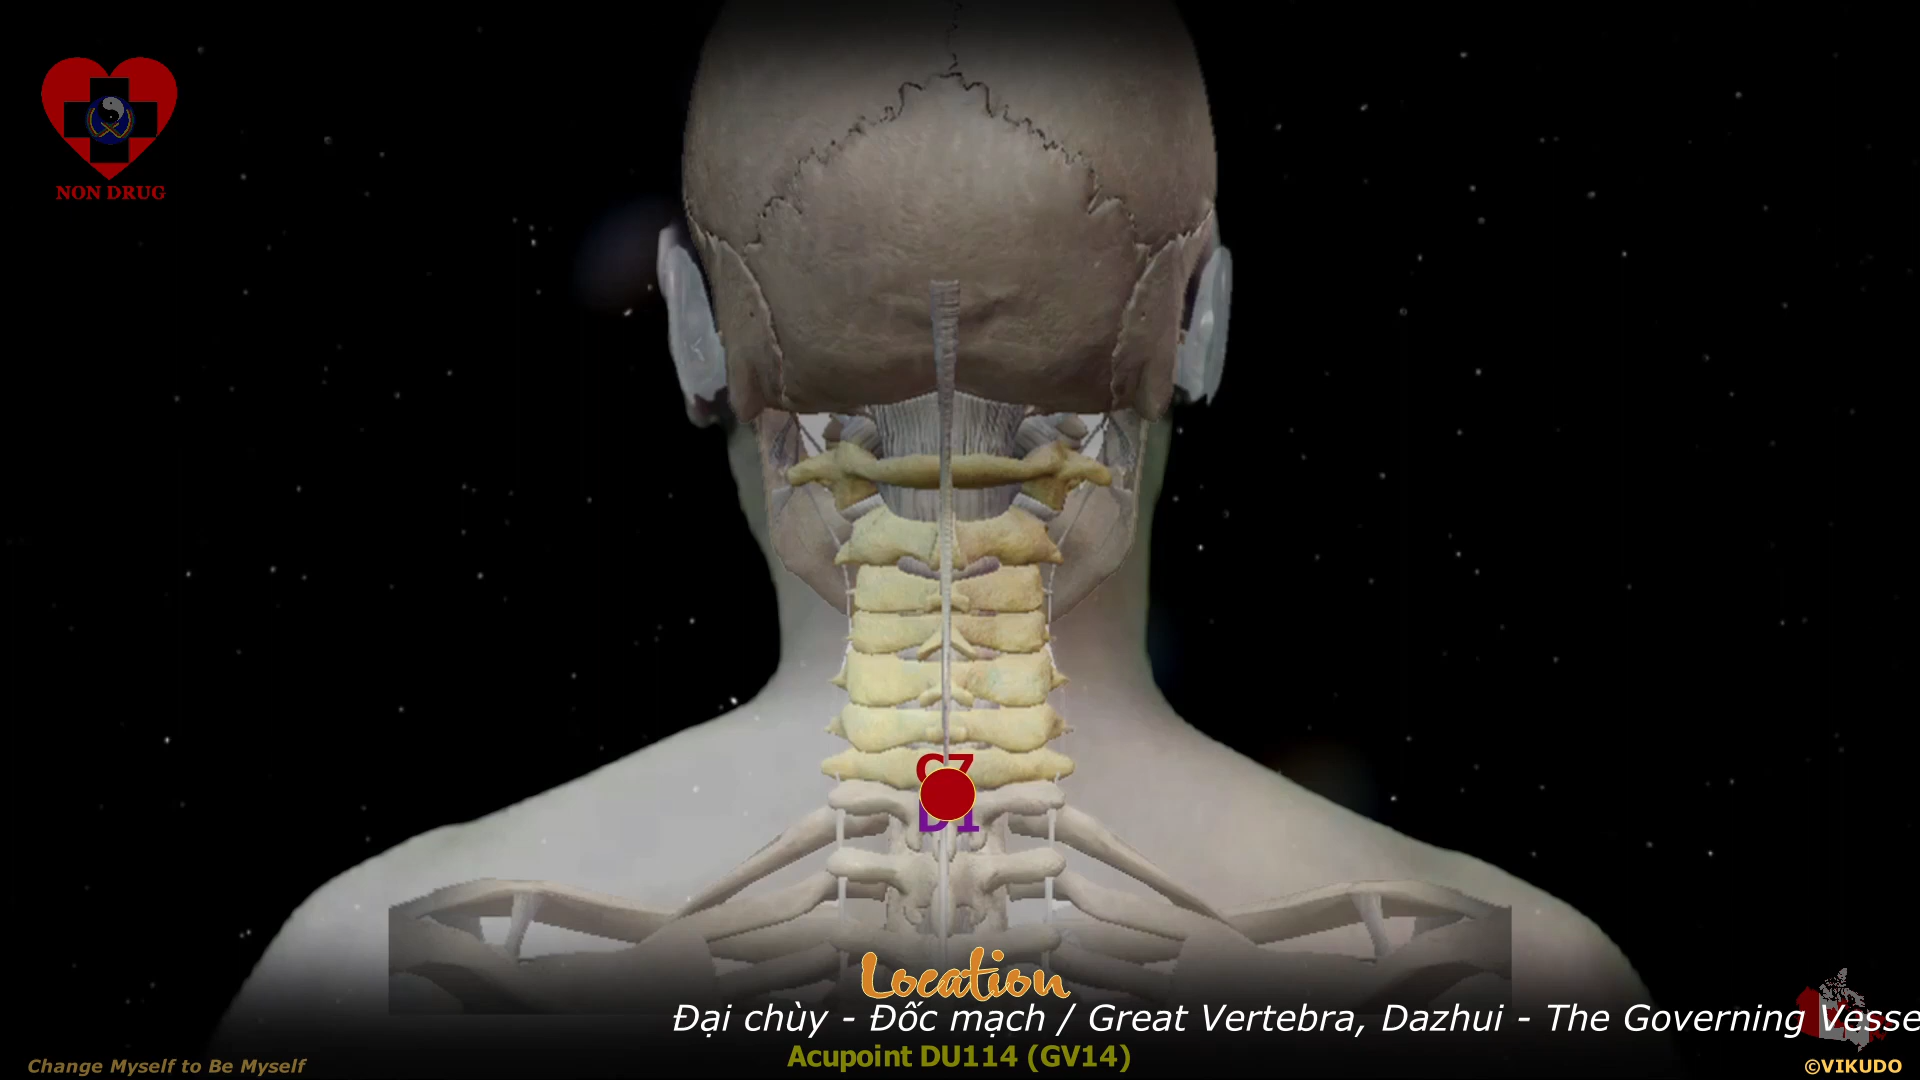 NON DRUG
C7
D1
Location
Đại chùy - Đốc mạch / Great Vertebra, Dazhui - The Governing Vesse
Acupoint DU114 (GV14)
Change Myself to Be Myself
©VIKUDO